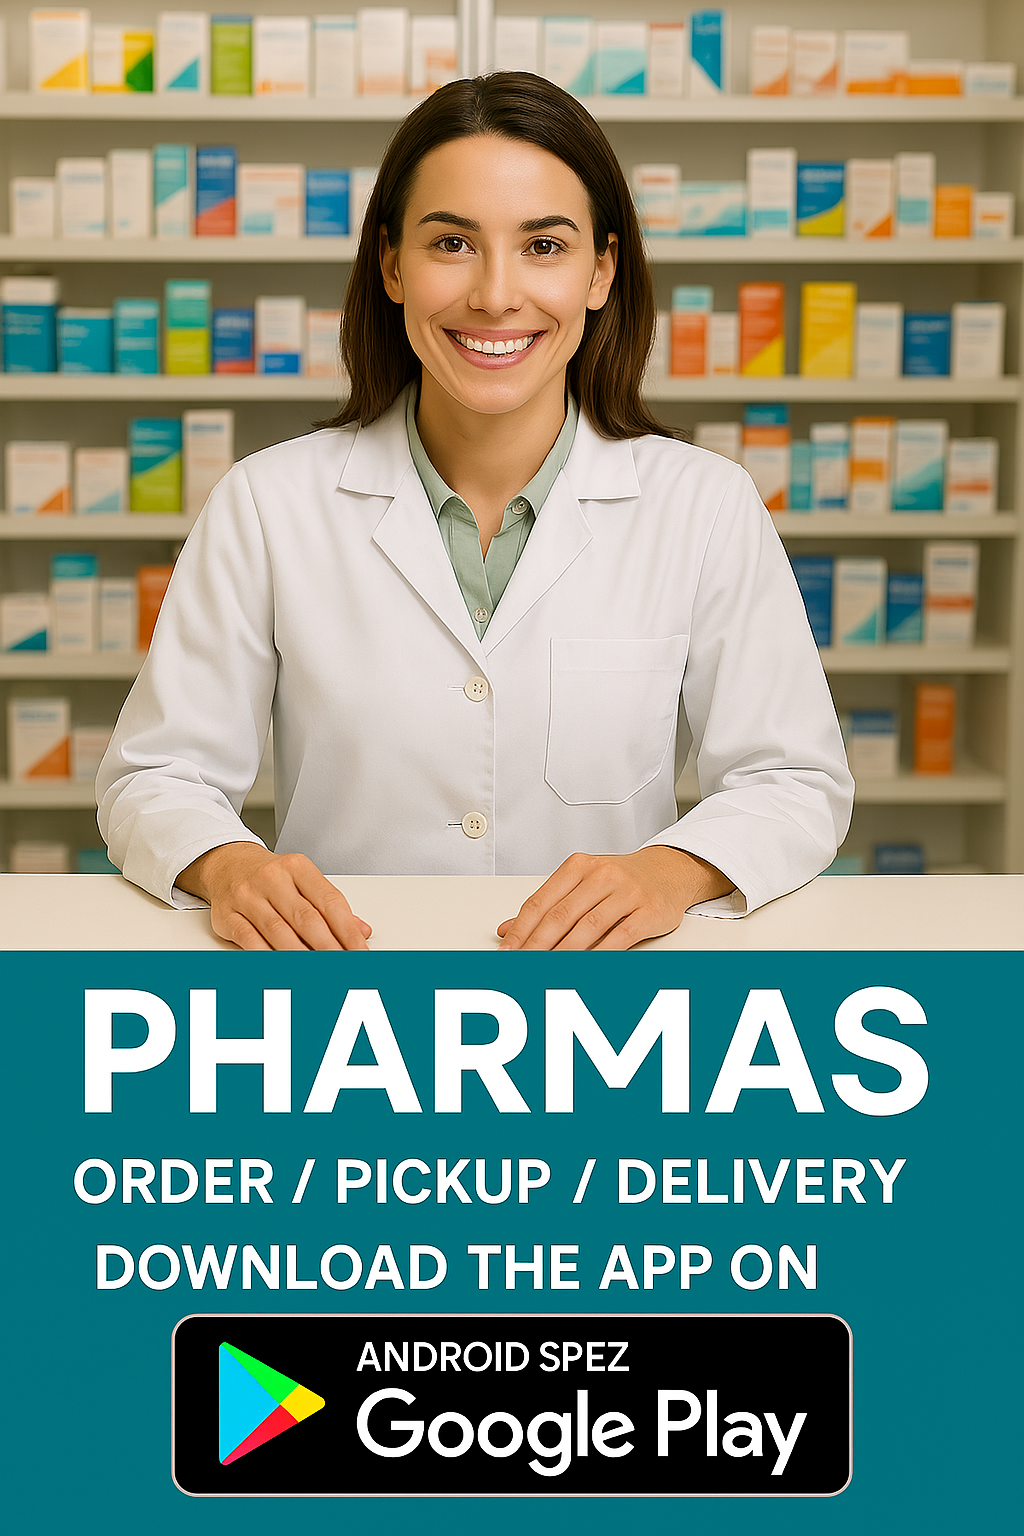 PHARMAS
ORDER / PICKUP / DELIVERY
DOWNLOAD THE APP ON
ANDROID SPEZ
Google Play